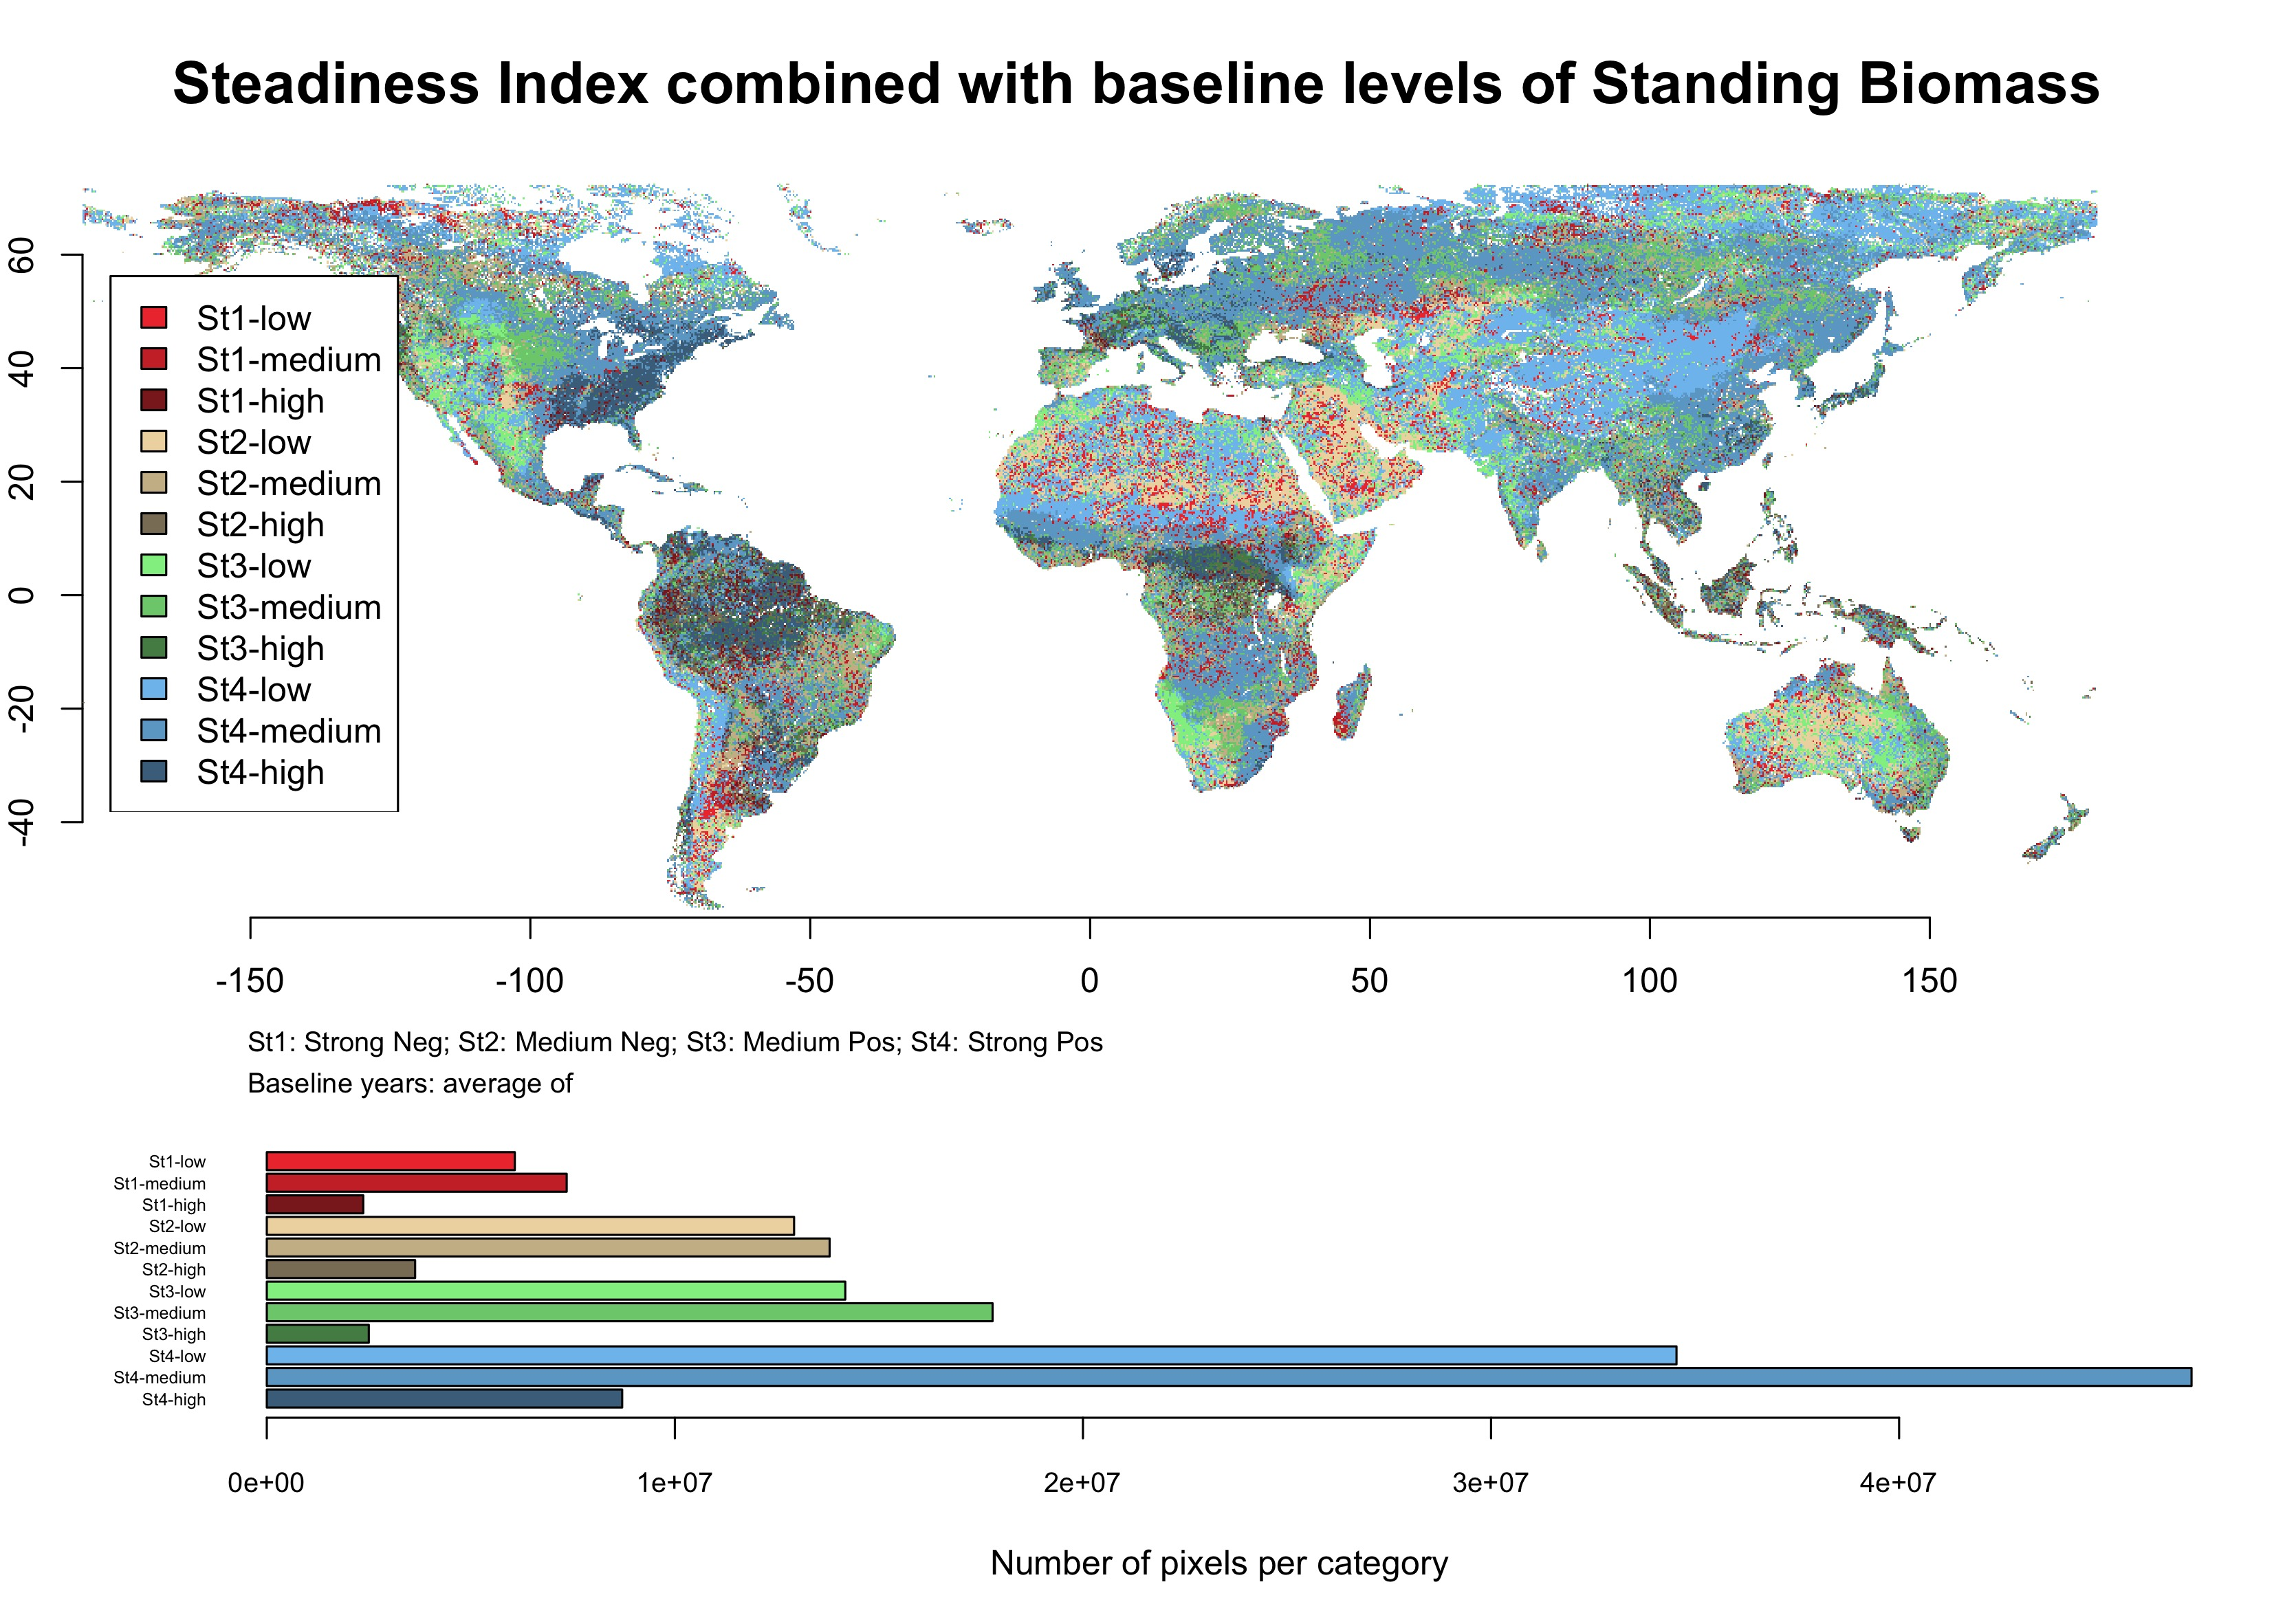 Steadiness Index combined with baseline levels of Standing Biomass
60
40
20
0
-20
-40
St1-low
St1-medium
St1-high
St2-low
St2-medium
St2-high
St3-low
St3-medium
St3-high
St4-low
St4-medium
St4-high
-150 -100 -50 0 50 100 150
St1: Strong Neg; St2: Medium Neg; St3: Medium Pos; St4: Strong Pos
Baseline years: average of
St1-low
St1-medium
St1-high
St2-low
St2-medium
St2-high
St3-low
St3-medium
St3-high
St4-low
St4-medium
St4-high
0e+00 1e+07 2e+07 3e+07 4e+07
Number of pixels per category